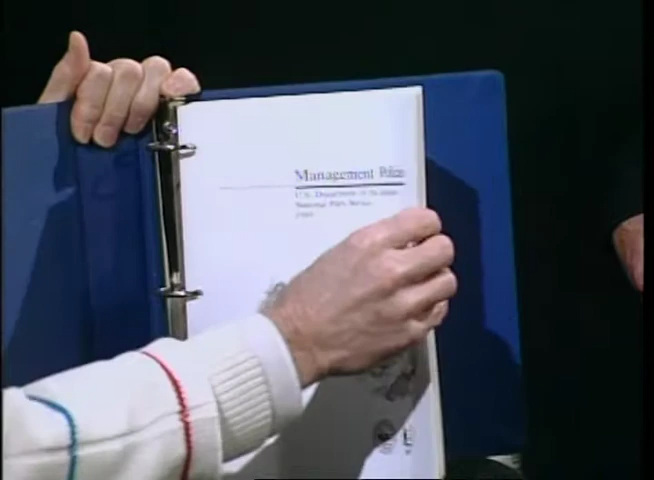 Management Policies
U.S. Department of the Interior
National Park Service